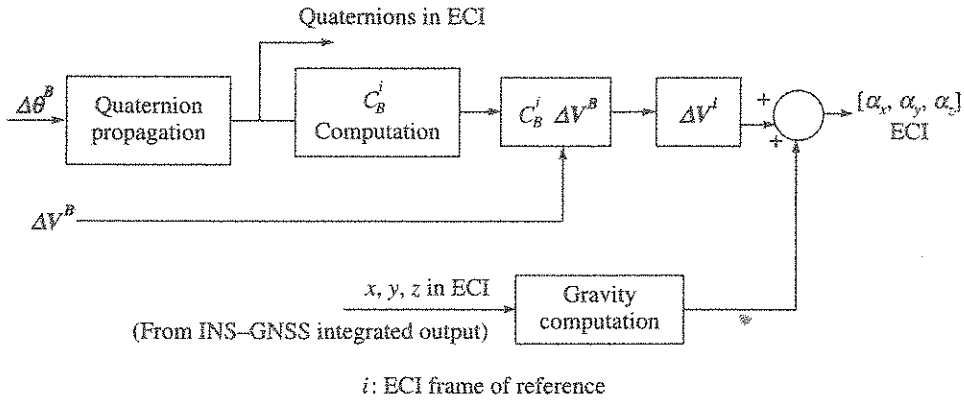 Quaternions in ECI
Δθ^B
Quaternion
propagation
C_B^i
Computation
C_B^i ΔV^B
ΔV^i
+
+
[α_x, α_y, α_z]
ECI
ΔV^B
x, y, z in ECI
(From INS–GNSS integrated output)
Gravity
computation
i: ECI frame of reference